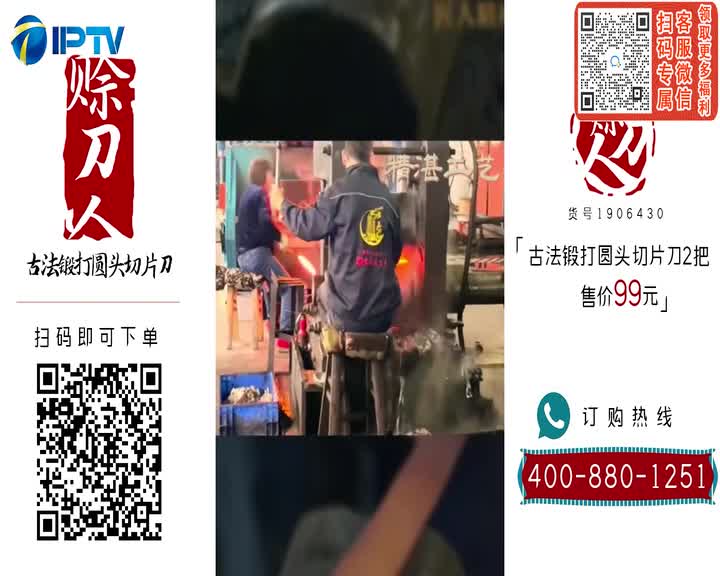 IPTV
赊刀人
古法锻打圆头切片刀
扫码即可下单
精湛工艺
领取更多福利
客服微信
扫码专属
赊刀人
货号1906430
「古法锻打圆头切片刀2把
售价99元」
订购热线
400-880-1251